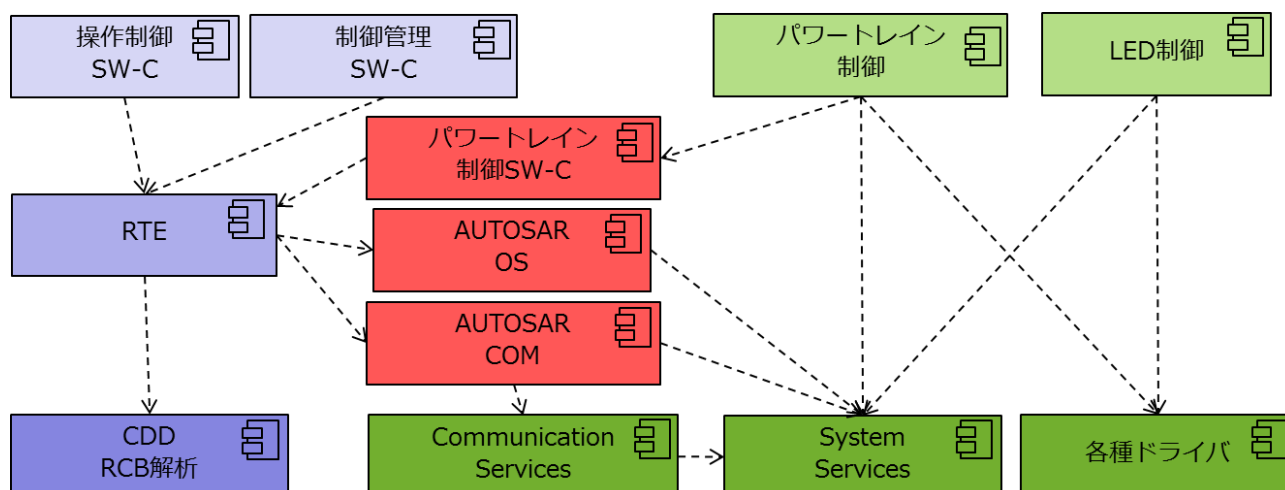 操作制御
SW-C
制御管理
SW-C
パワートレイン
制御
LED制御
パワートレイン
制御SW-C
RTE
AUTOSAR
OS
AUTOSAR
COM
CDD
RCB解析
Communication
Services
System
Services
各種ドライバ